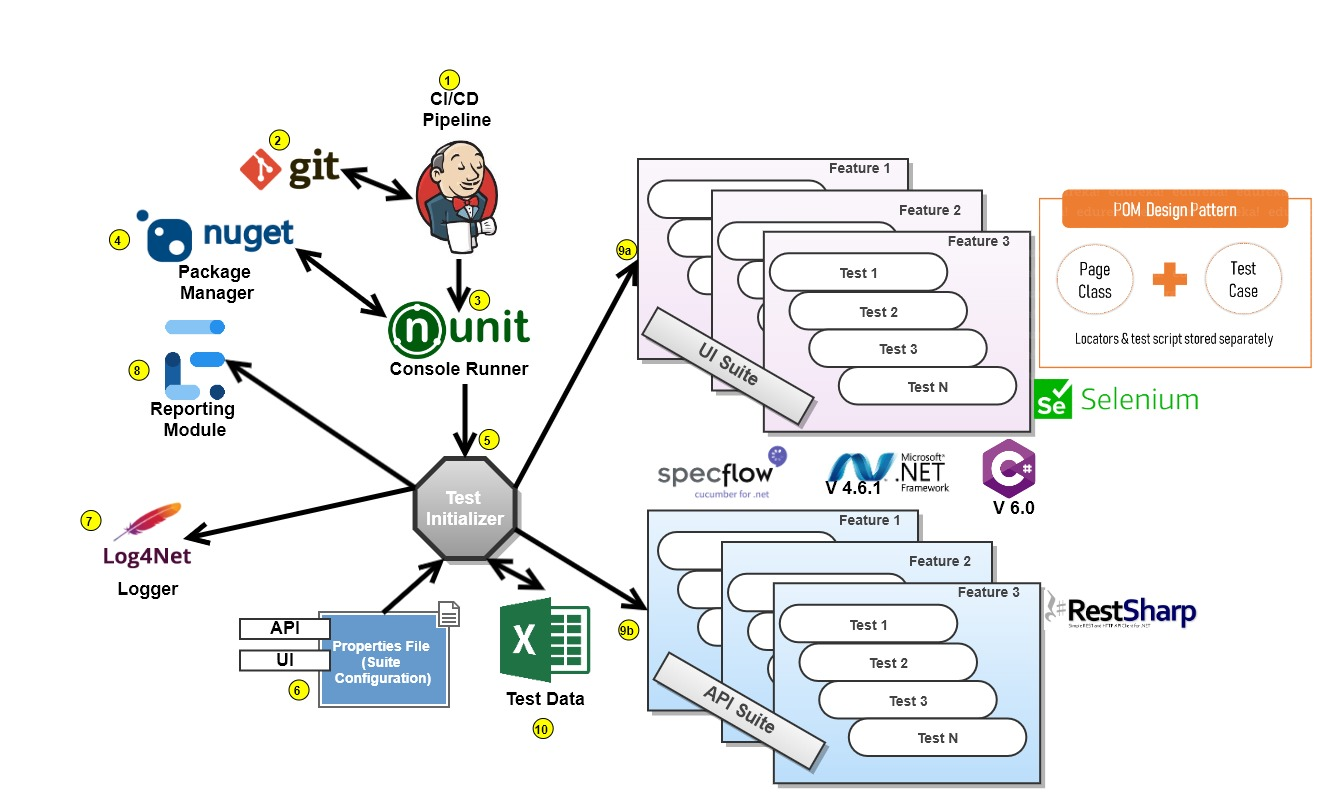 1
CI/CD
Pipeline
2
git
4
nuget
Package
Manager
3
nunit
Console Runner
8
Reporting
Module
5
Test
Initializer
7
Log4Net
Logger
API
UI
6
Properties File
(Suite
Configuration)
X
Test Data
10
9a
Feature 1
Feature 2
Feature 3
Test 1
Test 2
Test 3
Test N
UI Suite
POM Design Pattern
Page
Class
Test
Case
Locators & test script stored separately
Se
Selenium
specflow
cucumber for .net
Microsoft®
.NET
Framework
V 4.6.1
C#
V 6.0
9b
Feature 1
Feature 2
Feature 3
Test 1
Test 2
Test 3
Test N
API Suite
RestSharp